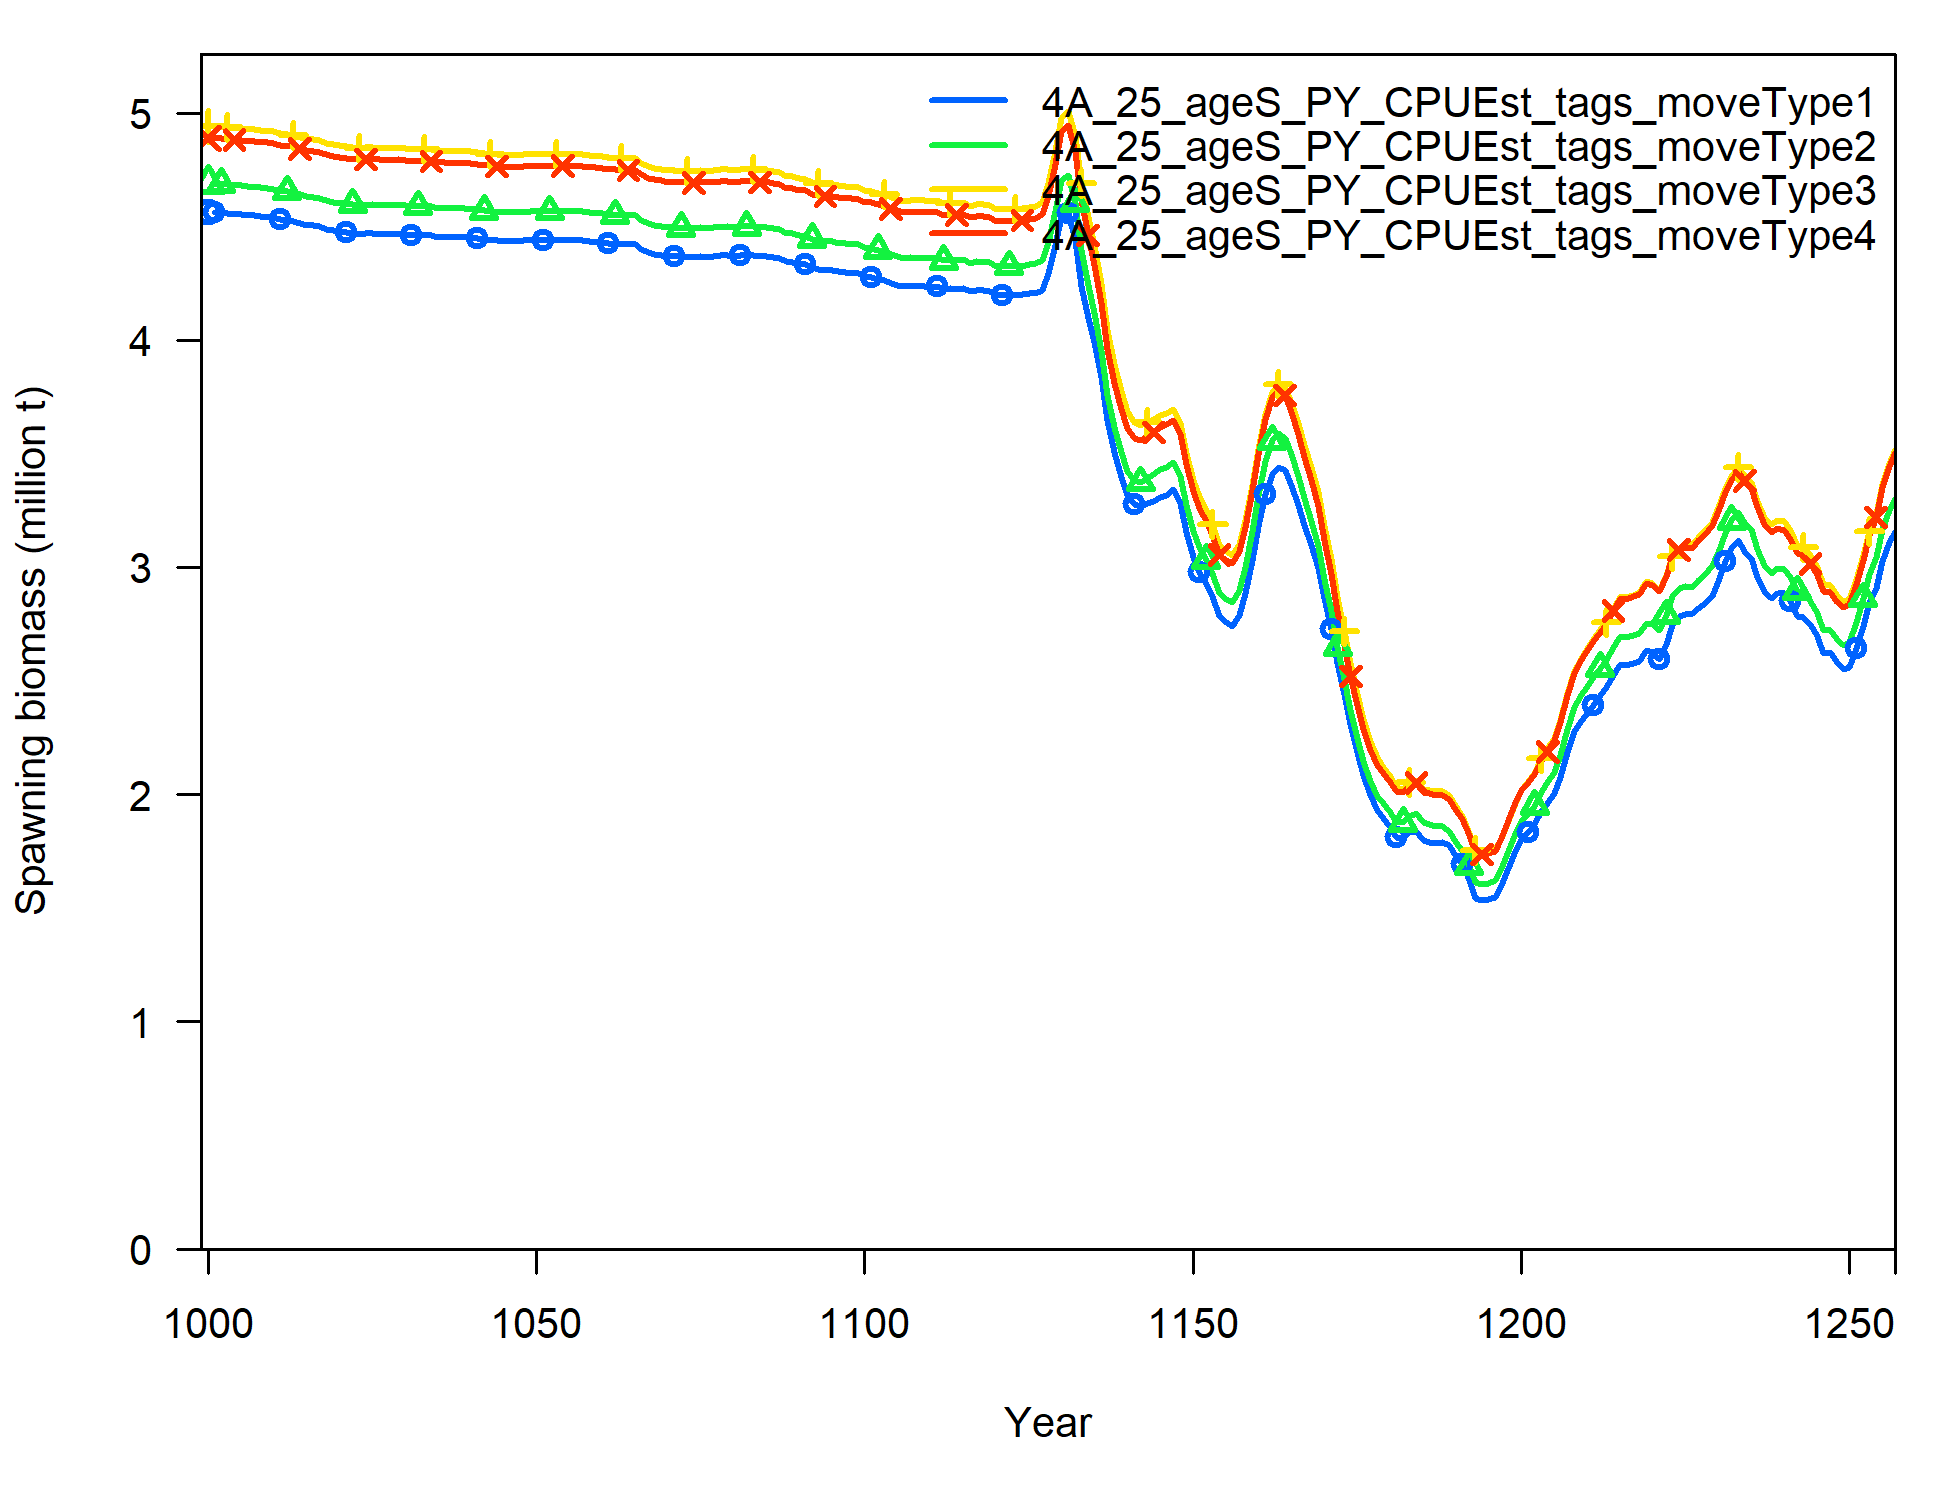 4A_25_ageS_PY_CPUEst_tags_moveType1
4A_25_ageS_PY_CPUEst_tags_moveType2
4A_25_ageS_PY_CPUEst_tags_moveType3
4A_25_ageS_PY_CPUEst_tags_moveType4
Spawning biomass (million t)
5
4
3
2
1
0
1000 1050 1100 1150 1200 1250
Year